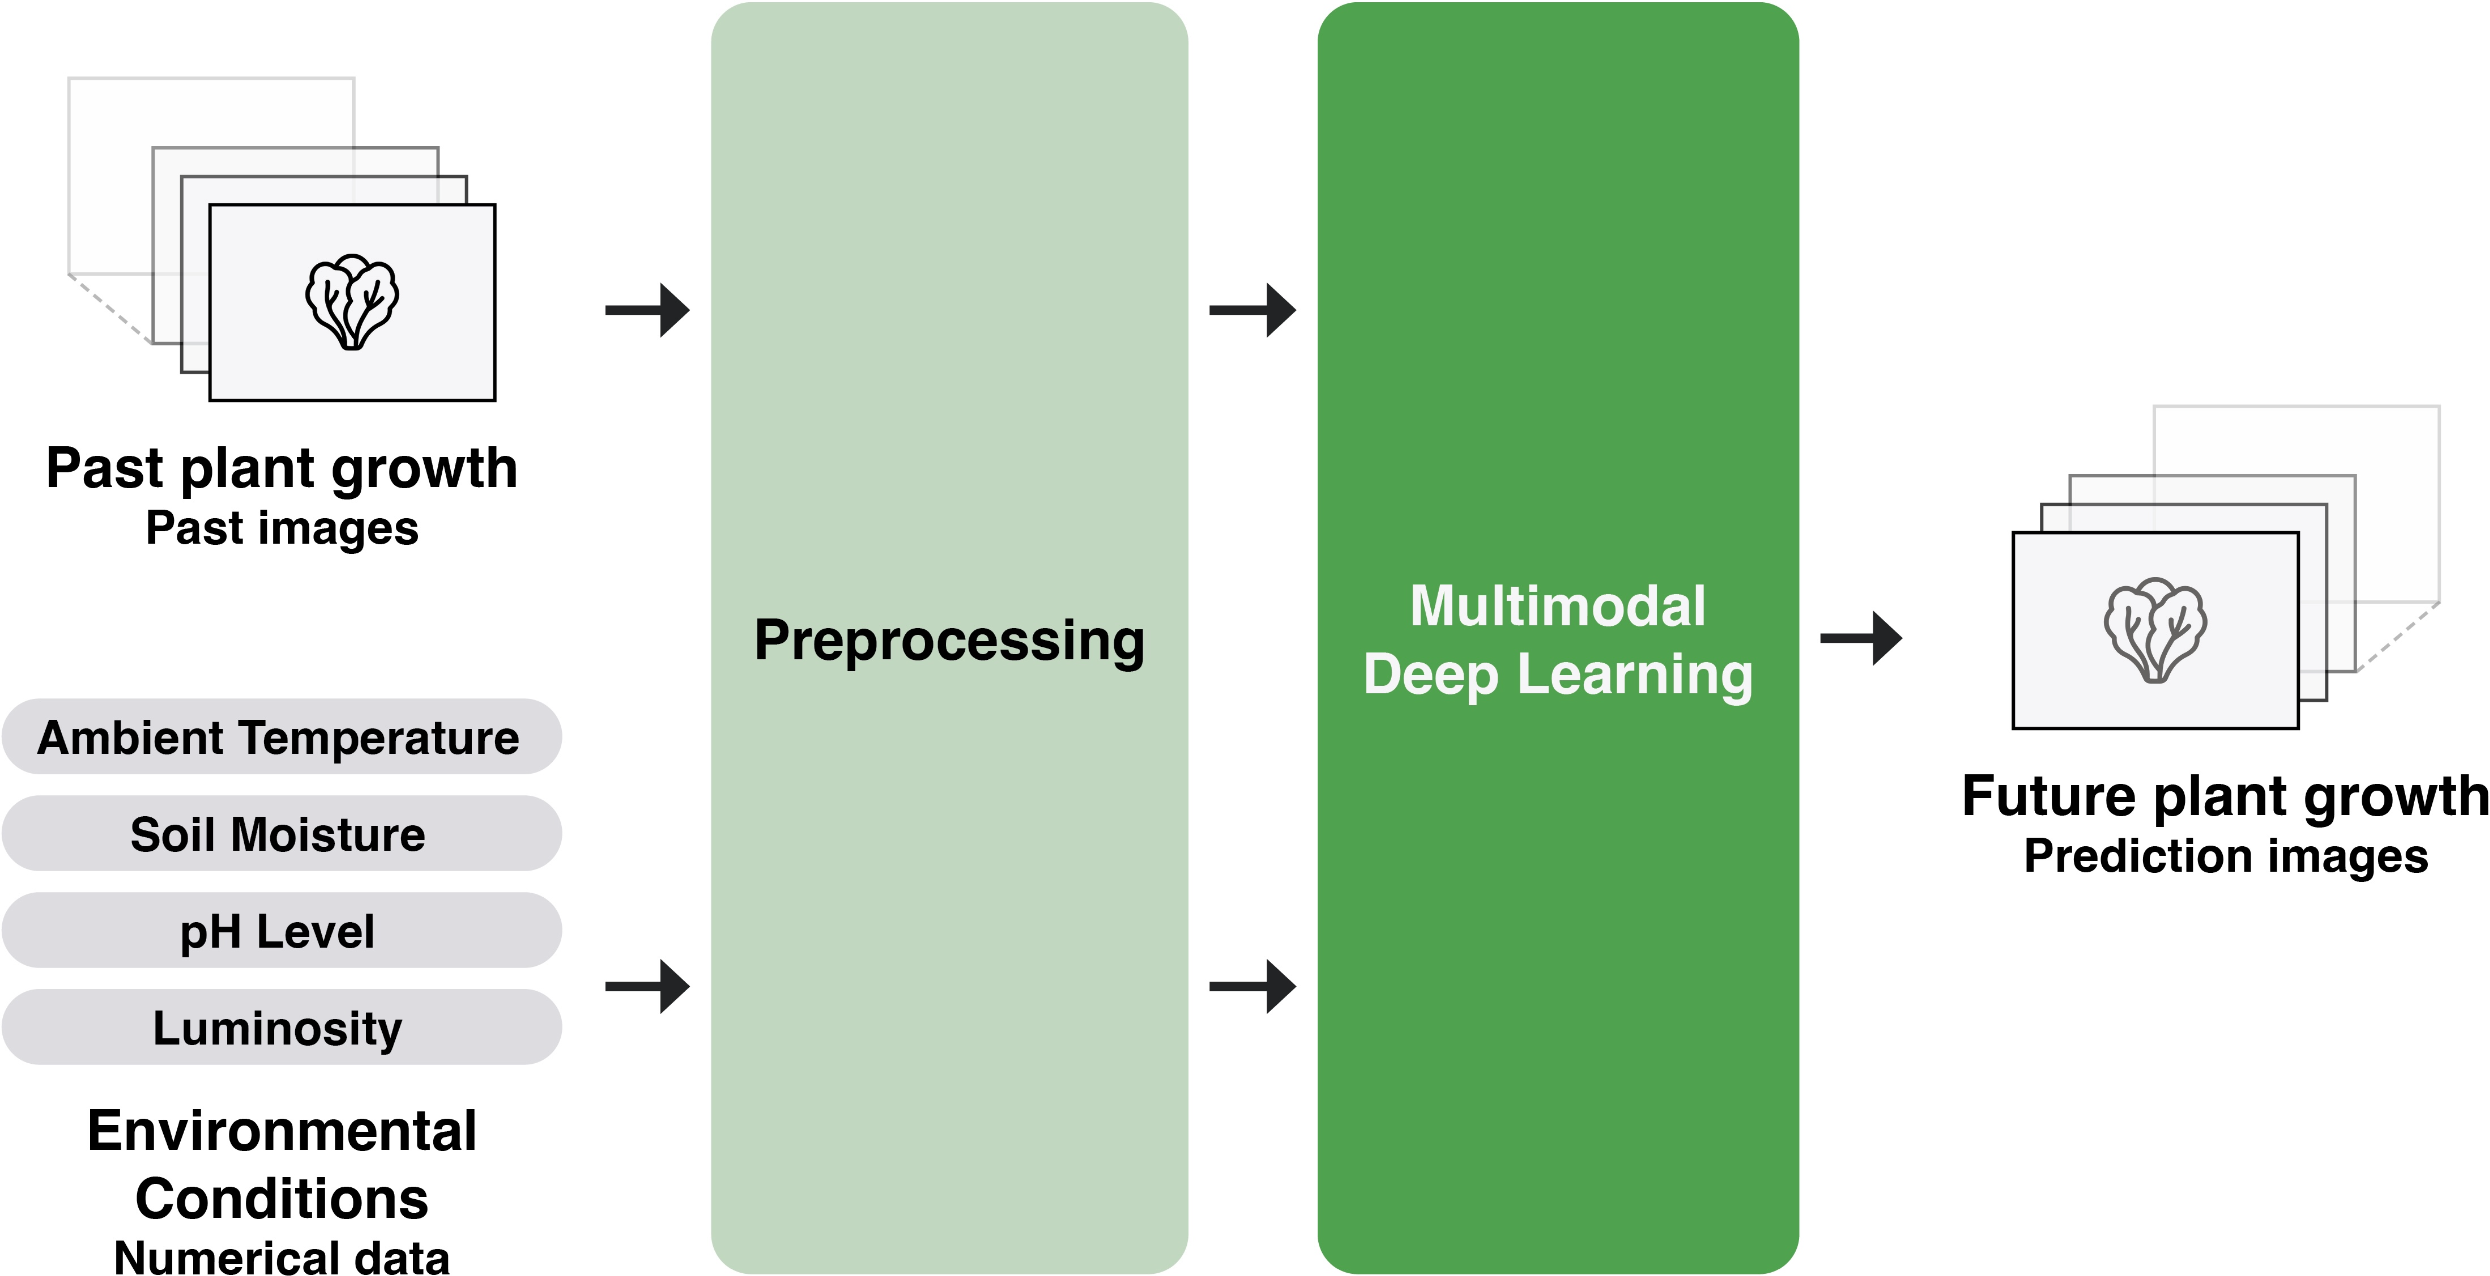 Past plant growth
Past images
Ambient Temperature
Soil Moisture
pH Level
Luminosity
Environmental
Conditions
Numerical data
Preprocessing
Multimodal
Deep Learning
Future plant growth
Prediction images